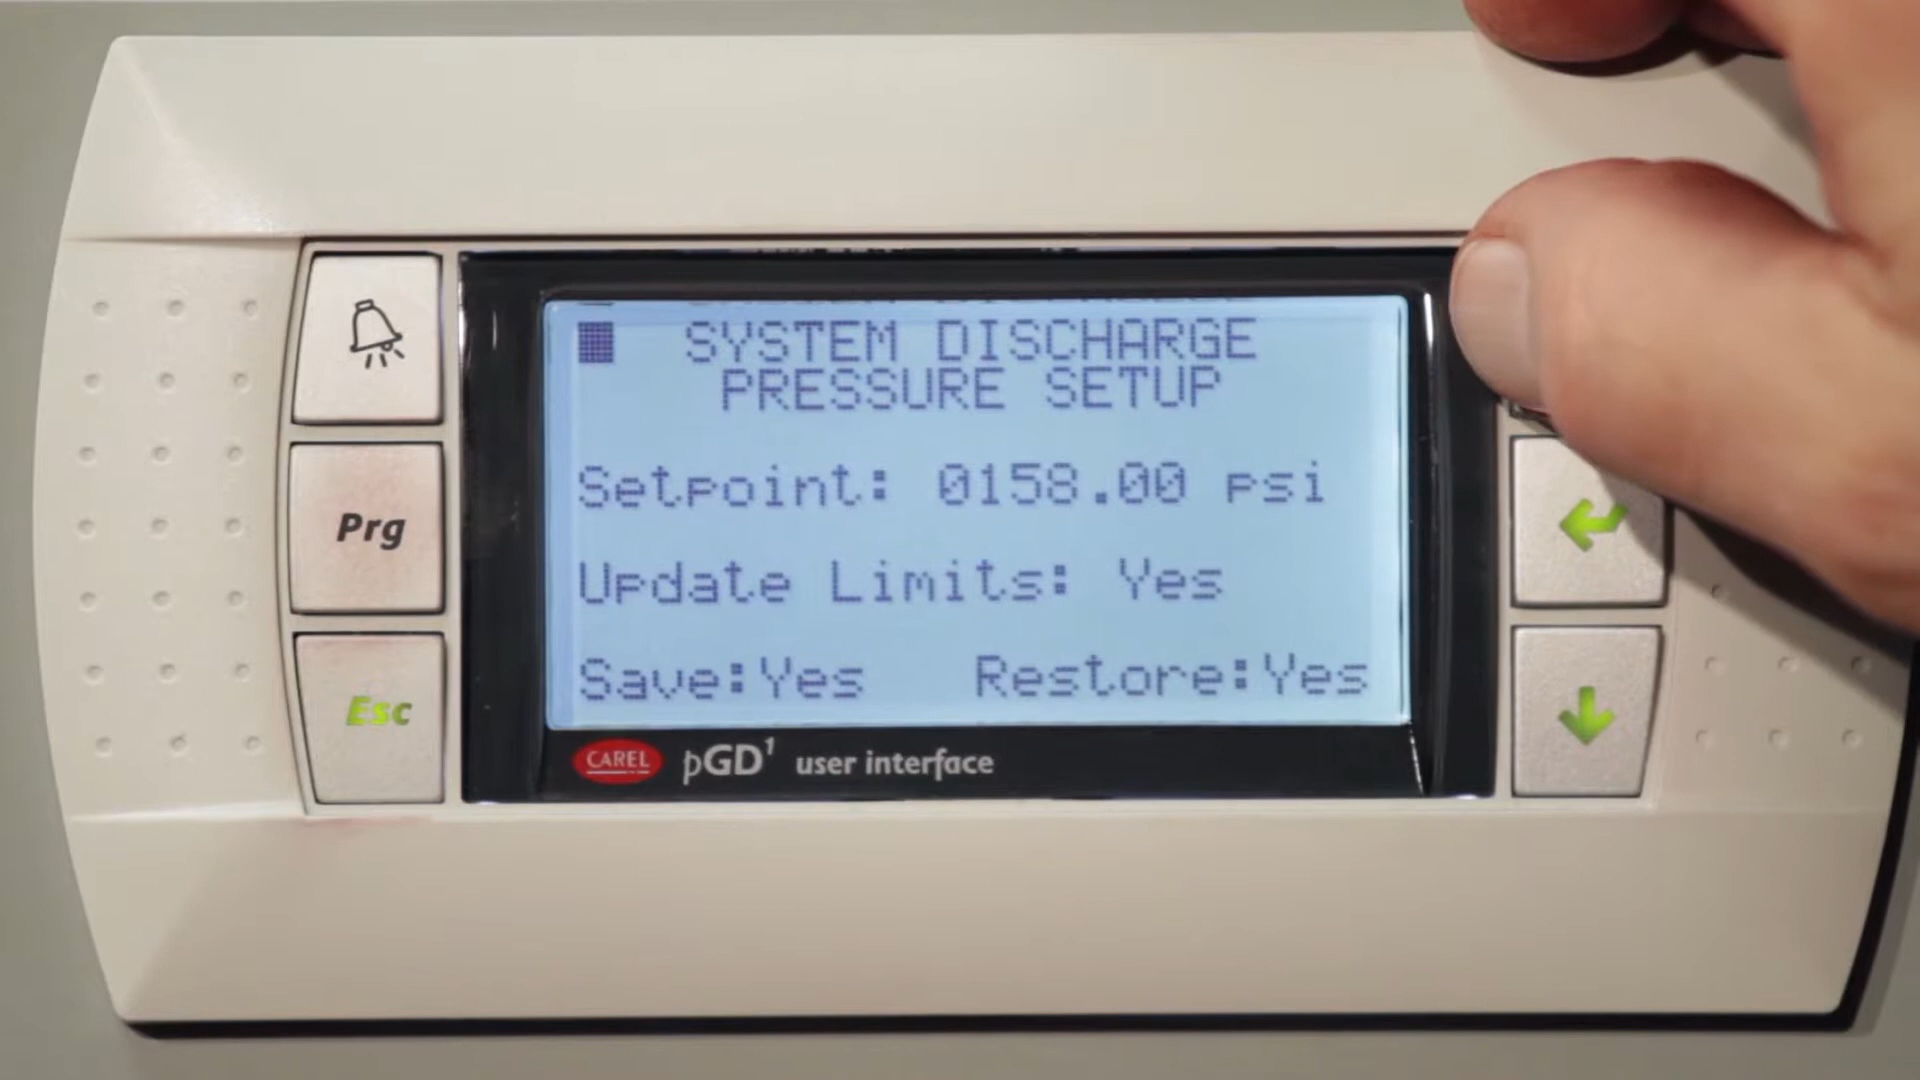 SYSTEM DISCHARGE
PRESSURE SETUP
Setpoint: 0158.00 psi
Update Limits: Yes
Save:Yes Restore:Yes
Prg
Esc
CAREL pGD¹ user interface